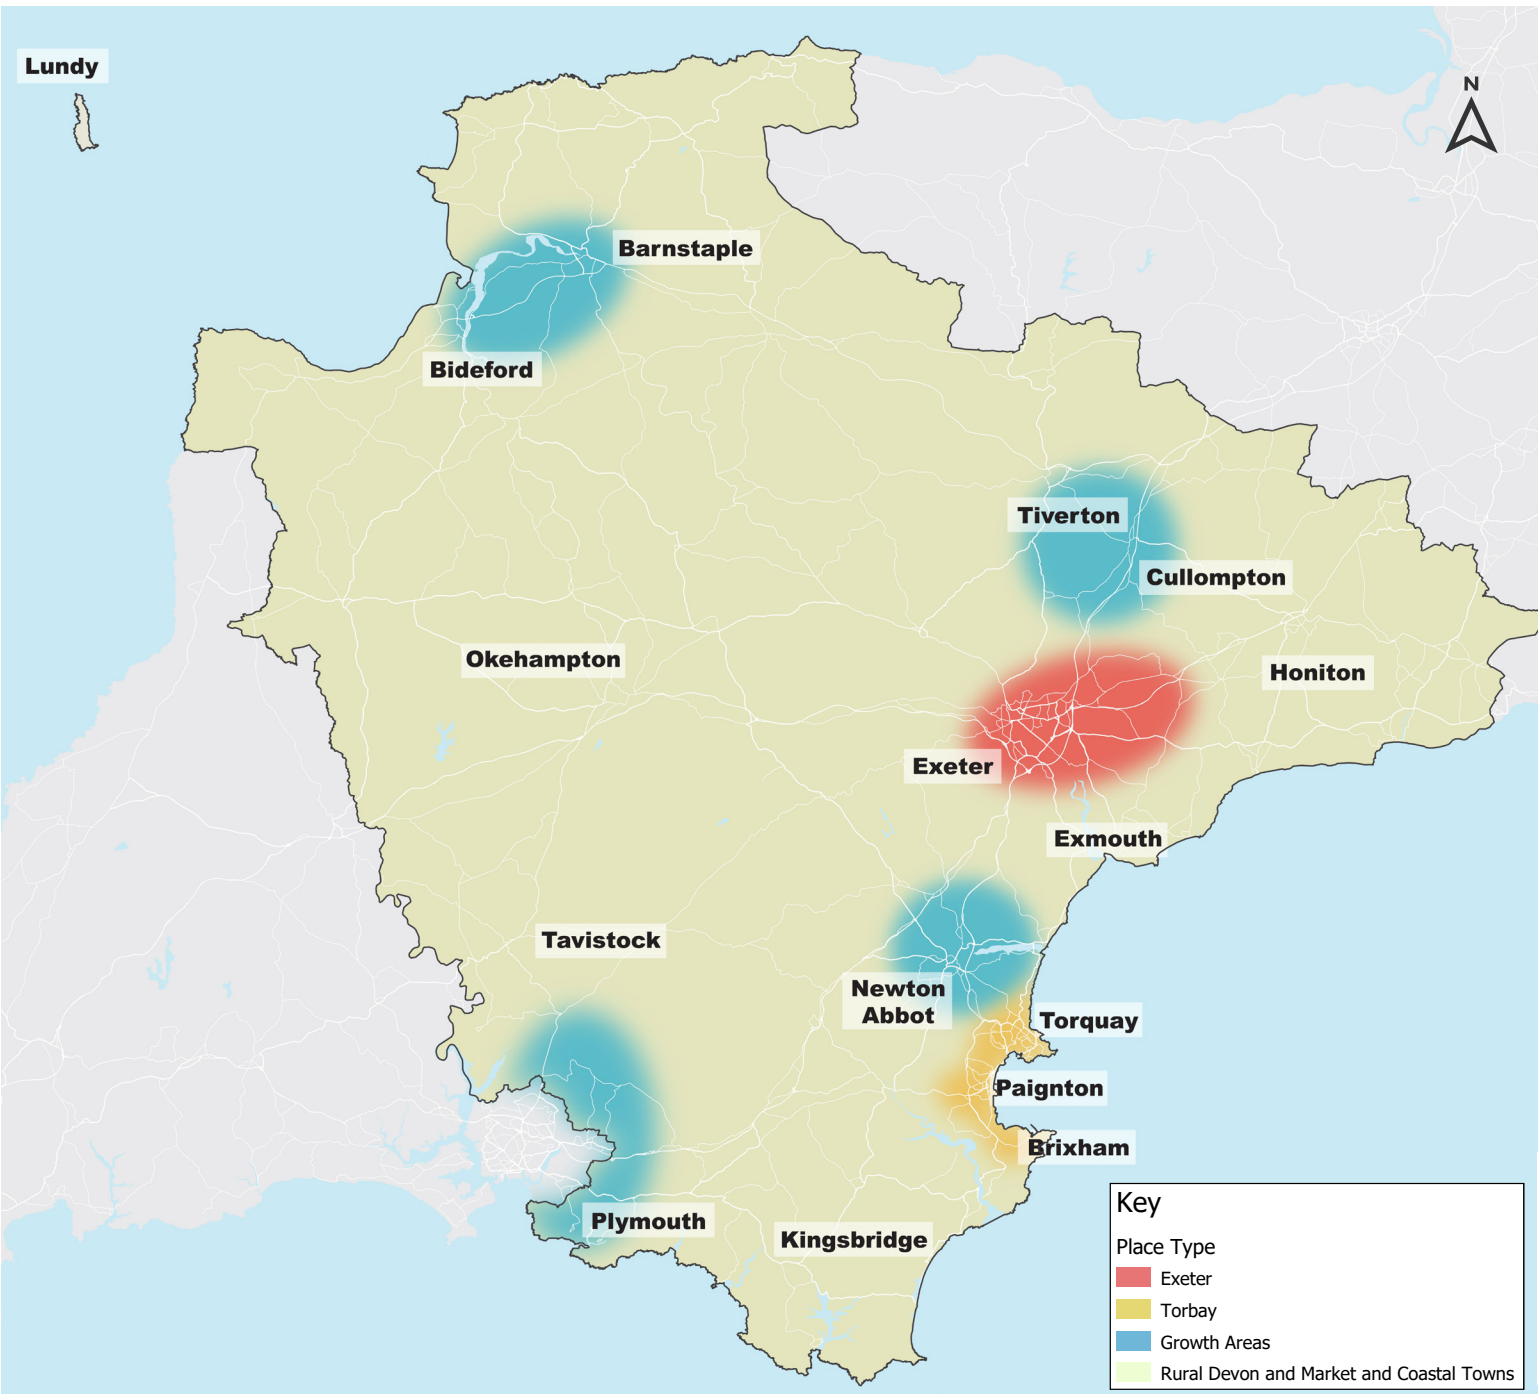 Lundy
N
Barnstaple
Bideford
Tiverton
Cullompton
Okehampton
Honiton
Exeter
Exmouth
Tavistock
Newton
Abbot
Torquay
Paignton
Brixham
Plymouth
Kingsbridge
Key
Place Type
Exeter
Torbay
Growth Areas
Rural Devon and Market and Coastal Towns